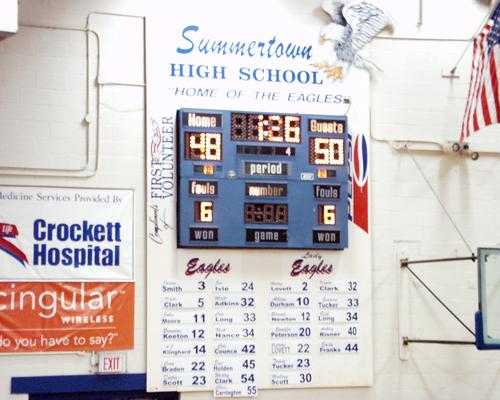 Summertown
HIGH SCHOOL
"HOME OF THE EAGLES"
Home
1:36
Guests
48
4
50
period
fouls
number
fouls
6
6
won
game
won
FIRST
VOLUNTEER
Medicine Services Provided By
Life
Crockett
Hospital
cingular
WIRELESS
do you have to say?"
EXIT
Eagles
Smith 3
Ivie 24
Clark 5
Adkins 32
Moore 11
Long 33
Keeton 12
Nance 34
Klinghard 14
Counce 42
Braden 22
Holden 45
Scott 23
Clark 54
Carrington 55
Lady
Eagles
Lovett 2
Clark 32
Durham 10
Tucker 33
Newton 12
Long 34
Peterson 20
Risner 40
LOVETT 22
Franks 44
Tucker 23
Scott 30